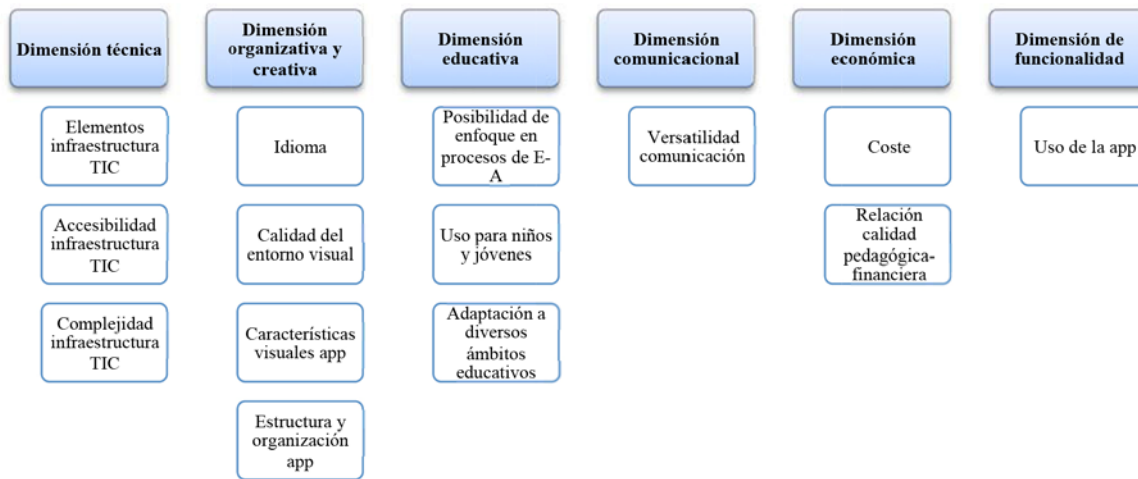 Dimensión técnica
Elementos
infraestructura
TIC
Accesibilidad
infraestructura
TIC
Complejidad
infraestructura
TIC
Dimensión
organizativa y
creativa
Idioma
Calidad del
entorno visual
Características
visuales app
Estructura y
organización
app
Dimensión
educativa
Posibilidad de
enfoque en
procesos de E-
A
Uso para niños
y jóvenes
Adaptación a
diversos
ámbitos
educativos
Dimensión
comunicacional
Versatilidad
comunicación
Dimensión
económica
Coste
Relación
calidad
pedagógica-
financiera
Dimensión de
funcionalidad
Uso de la app